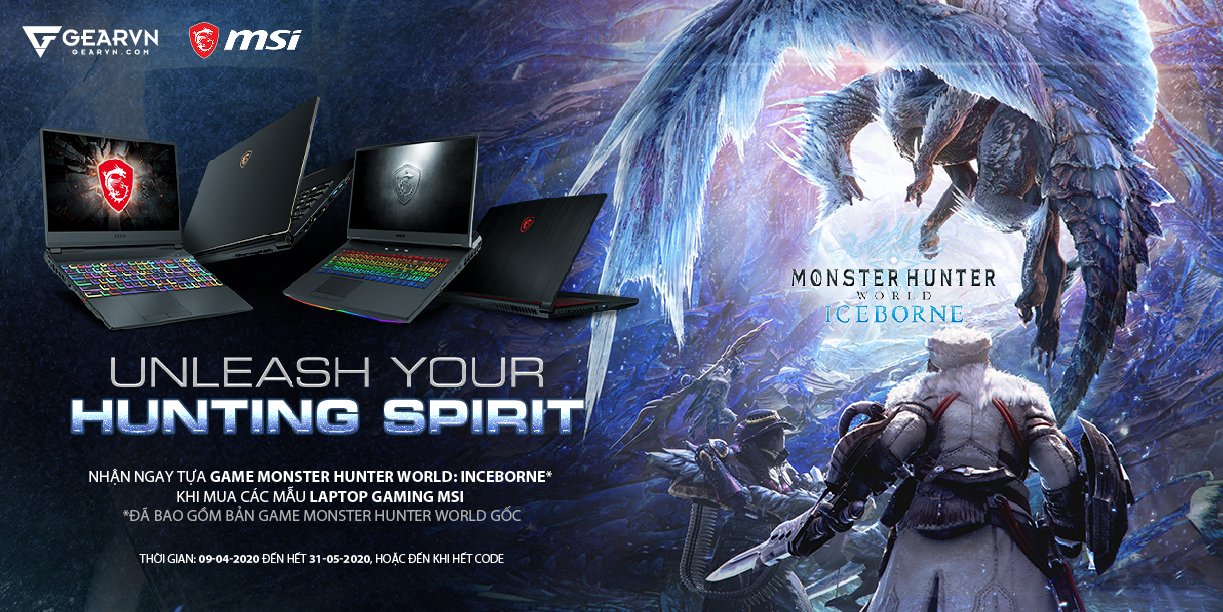 GEARVN
GEARVN.COM
msi
MONSTER HUNTER
WORLD
ICEBORNE
UNLEASH YOUR
HUNTING SPIRIT
NHẬN NGAY TỰA GAME MONSTER HUNTER WORLD: INCEBORNE*
KHI MUA CÁC MẪU LAPTOP GAMING MSI
*ĐÃ BAO GỒM BẢN GAME MONSTER HUNTER WORLD GỐC
THỜI GIAN: 09-04-2020 ĐẾN HẾT 31-05-2020, HOẶC ĐẾN KHI HẾT CODE